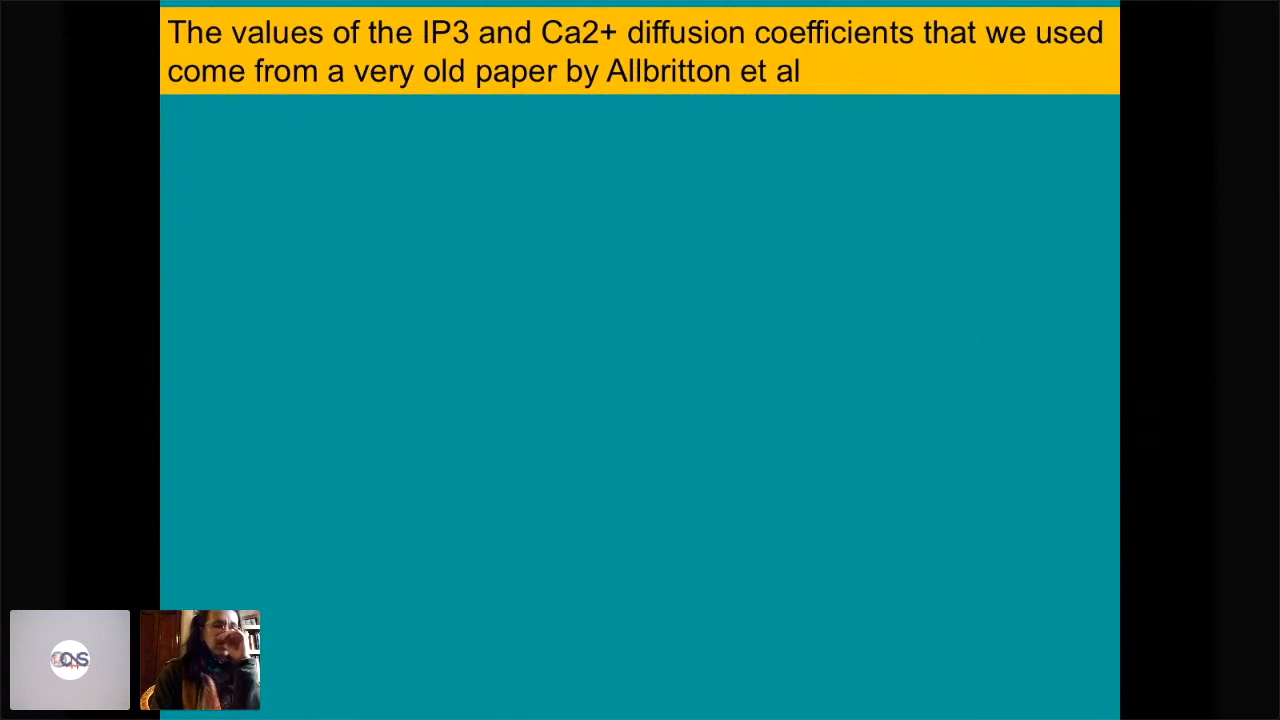 The values of the IP3 and Ca2+ diffusion coefficients that we used
come from a very old paper by Allbritton et al